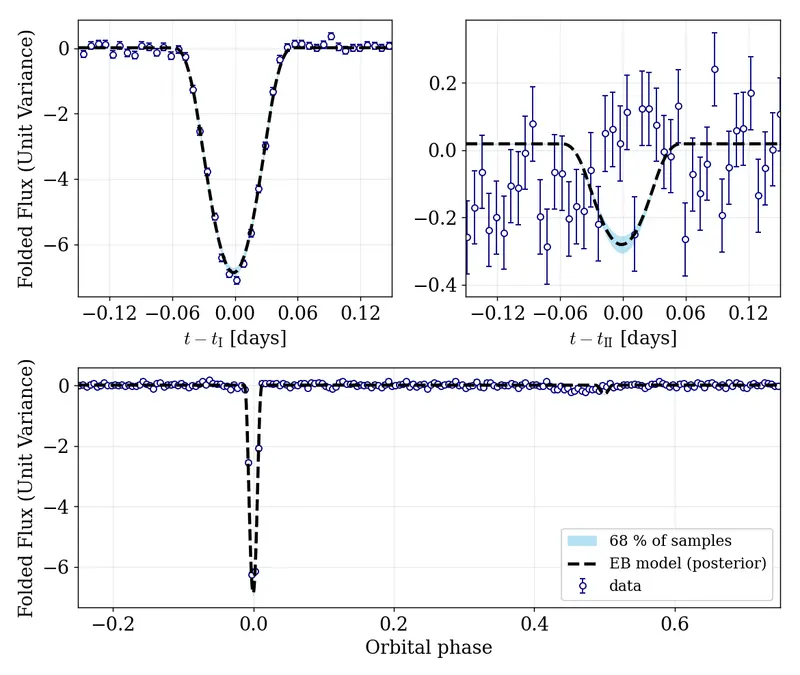 Folded Flux (Unit Variance)
0
−2
−4
−6
−0.12 −0.06 0.00 0.06 0.12
t − tI [days]
0.2
0.0
−0.2
−0.4
−0.12 −0.06 0.00 0.06 0.12
t − tII [days]
Folded Flux (Unit Variance)
0
−2
−4
−6
68 % of samples
EB model (posterior)
data
−0.2 0.0 0.2 0.4 0.6
Orbital phase